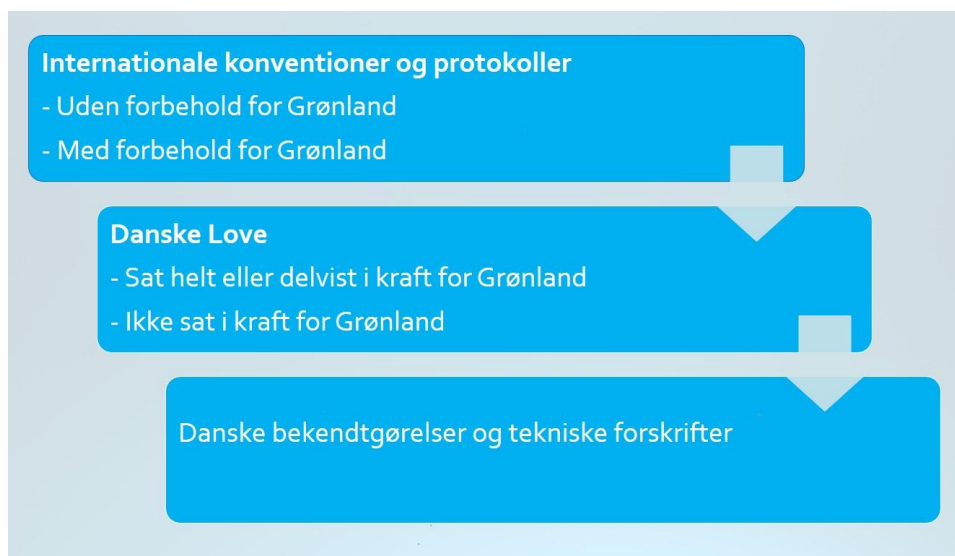 Internationale konventioner og protokoller
- Uden forbehold for Grønland
- Med forbehold for Grønland
Danske Love
- Sat helt eller delvist i kraft for Grønland
- Ikke sat i kraft for Grønland
Danske bekendtgørelser og tekniske forskrifter